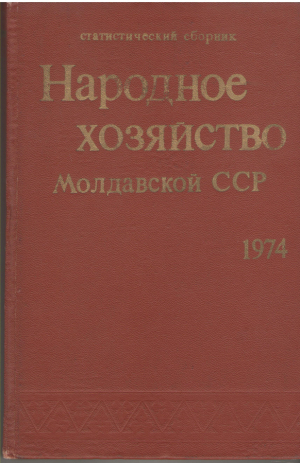 статистический сборник
Народное
хозяйство
Молдавской ССР
1974